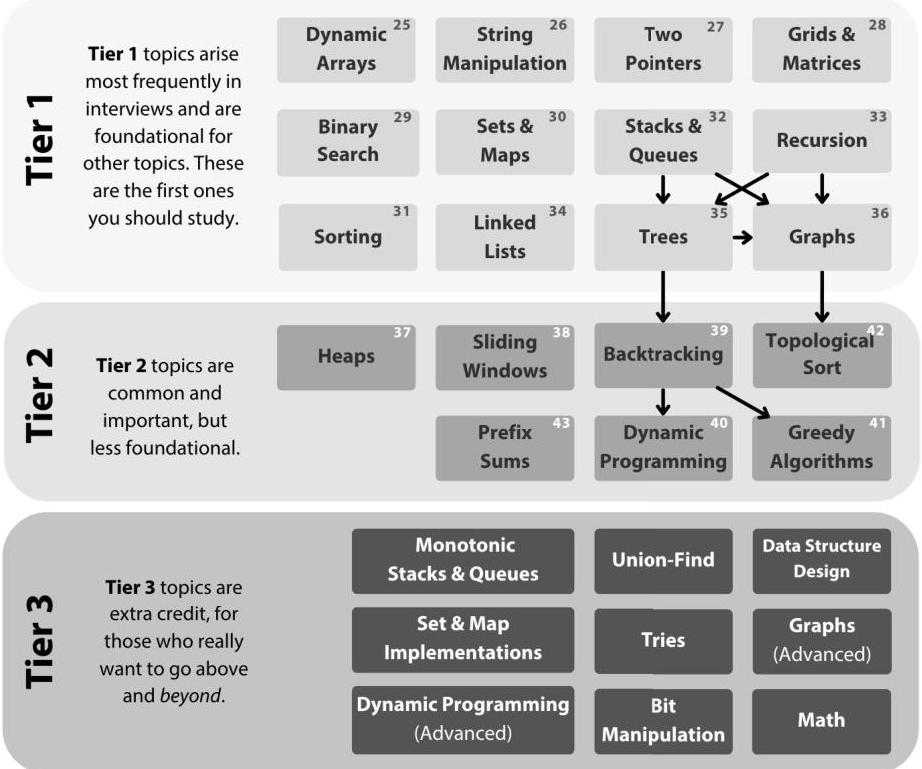 Tier 1
Tier 1 topics arise
most frequently in
interviews and are
foundational for
other topics. These
are the first ones
you should study.
Dynamic 25
Arrays
String 26
Manipulation
Two 27
Pointers
Grids & 28
Matrices
Binary 29
Search
Sets & 30
Maps
Stacks & 32
Queues
33
Recursion
31
Sorting
Linked 34
Lists
35
Trees
36
Graphs
Tier 2
Tier 2 topics are
common and
important, but
less foundational.
37
Heaps
Sliding 38
Windows
39
Backtracking
Topological 42
Sort
Prefix 43
Sums
Dynamic 40
Programming
Greedy 41
Algorithms
Tier 3
Tier 3 topics are
extra credit, for
those who really
want to go above
and beyond.
Monotonic
Stacks & Queues
Union-Find
Data Structure
Design
Set & Map
Implementations
Tries
Graphs
(Advanced)
Dynamic Programming
(Advanced)
Bit
Manipulation
Math